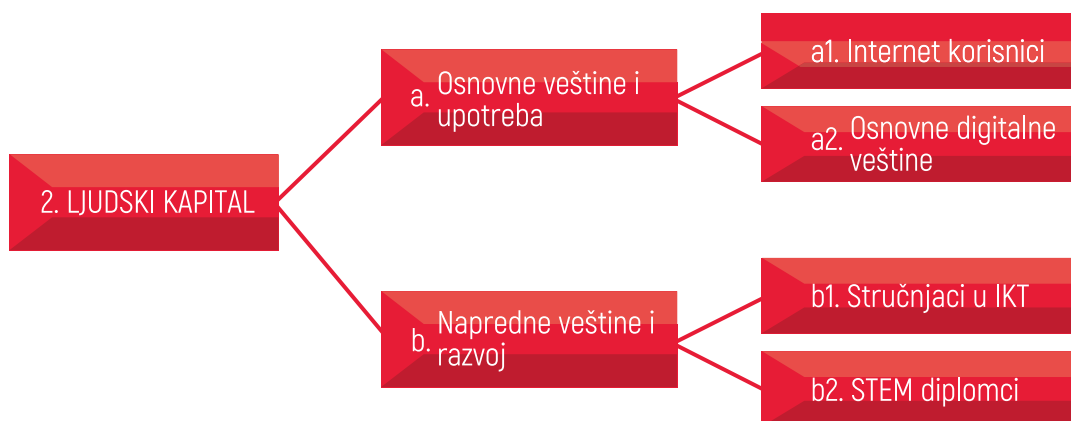 2. LJUDSKI KAPITAL
a. Osnovne veštine i
upotreba
a1. Internet korisnici
a2. Osnovne digitalne
veštine
b. Napredne veštine i
razvoj
b1. Stručnjaci u IKT
b2. STEM diplomci